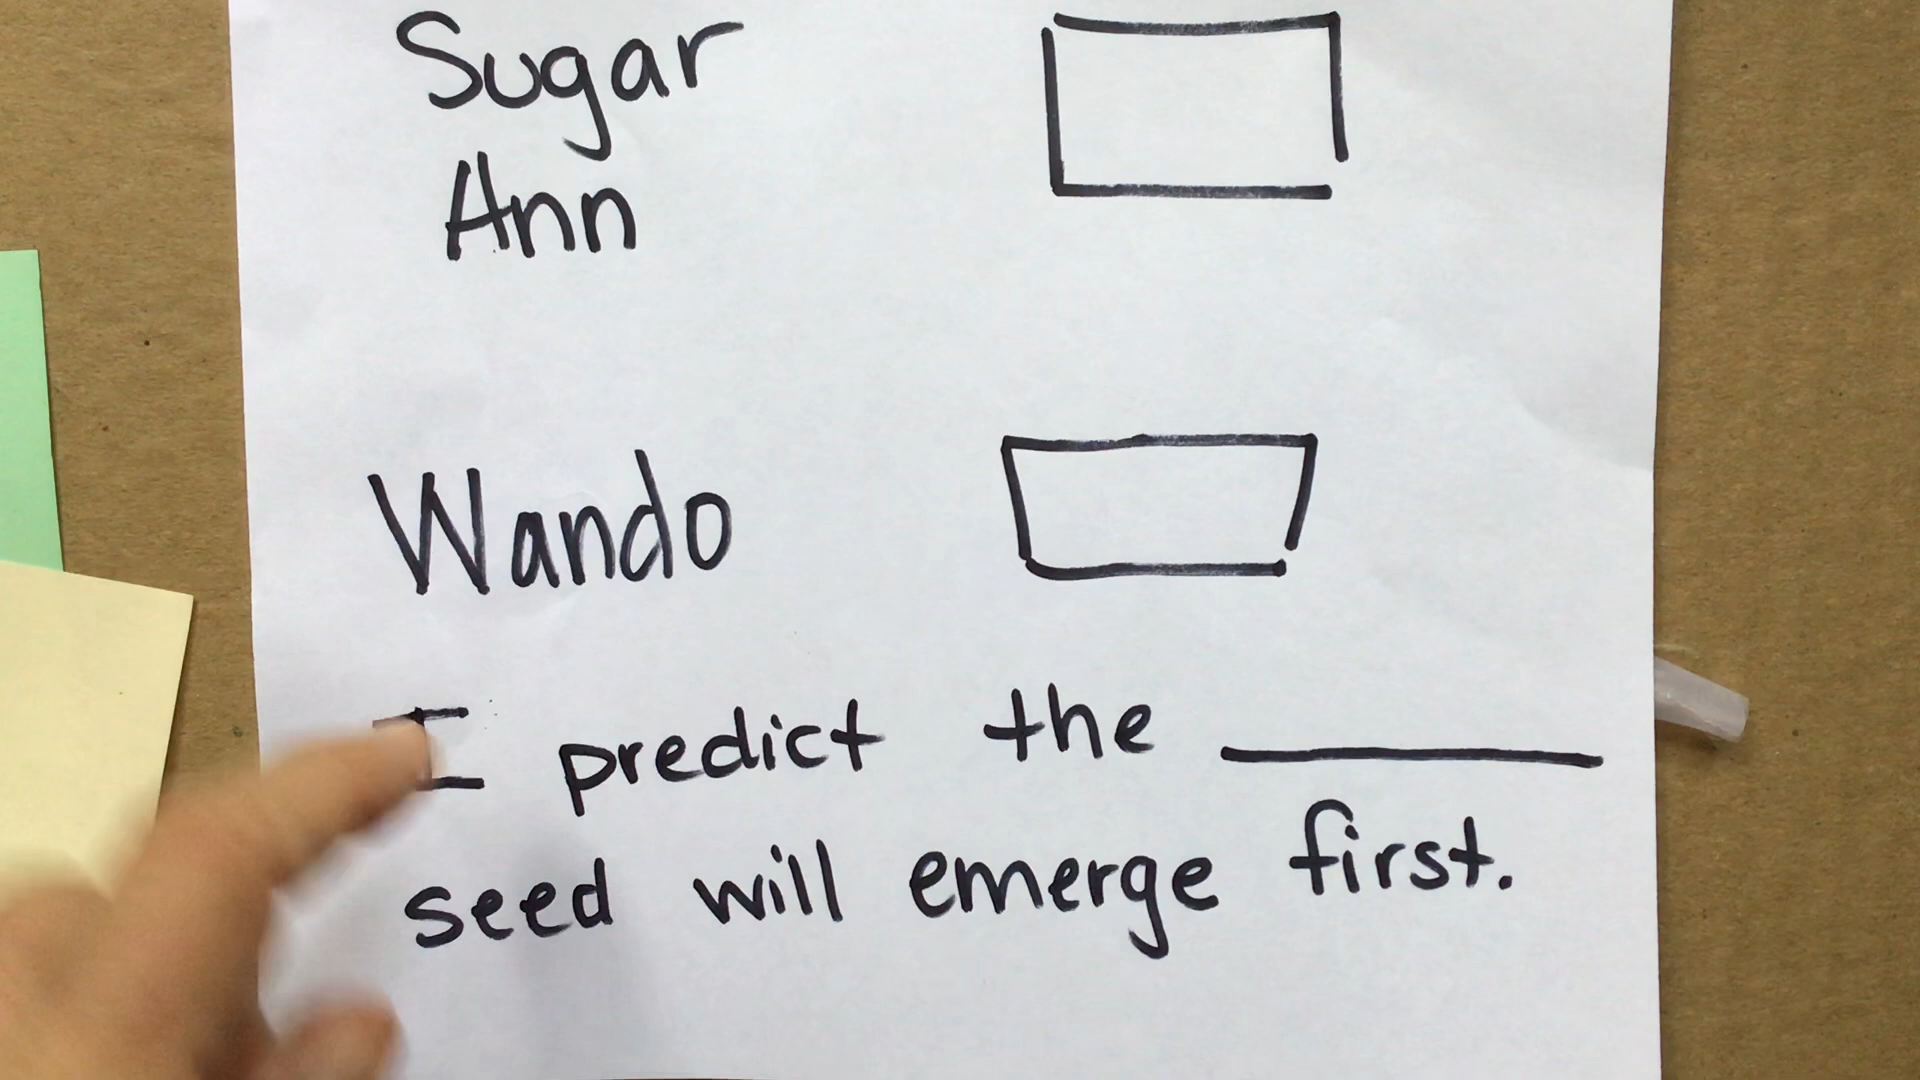 Sugar
Ann
Wando
I predict the
seed will emerge first.